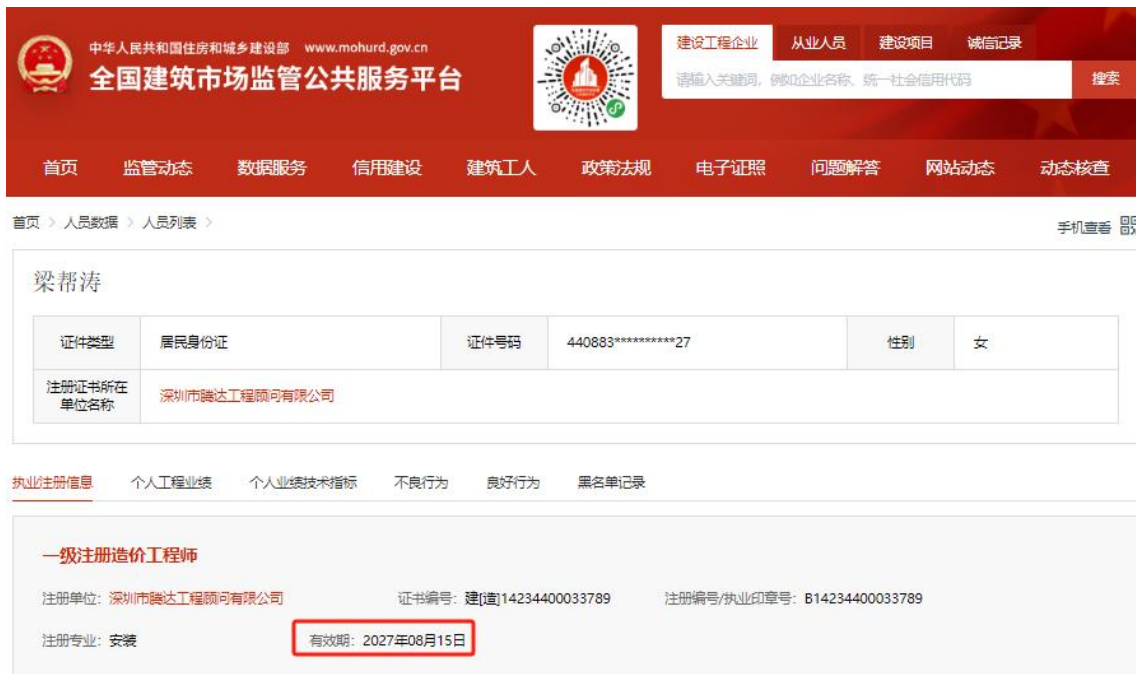 中华人民共和国住房和城乡建设部 www.mohurd.gov.cn
全国建筑市场监管公共服务平台
建设工程企业 从业人员 建设项目 诚信记录
请输入关键词，例如企业名称、统一社会信用代码 搜索
首页 监管动态 数据服务 信用建设 建筑工人 政策法规 电子证照 问题解答 网站动态 动态核查
首页 > 人员数据 > 人员列表 >
手机查看
梁帮涛
证件类型 居民身份证 证件号码 440883**********27 性别 女
注册证书所在
单位名称
深圳市腾达工程顾问有限公司
执业注册信息 个人工程业绩 个人业绩技术指标 不良行为 良好行为 黑名单记录
一级注册造价工程师
注册单位：深圳市腾达工程顾问有限公司 证书编号：建[造]14234400033789 注册编号/执业印章号：B14234400033789
注册专业：安装 有效期：2027年08月15日